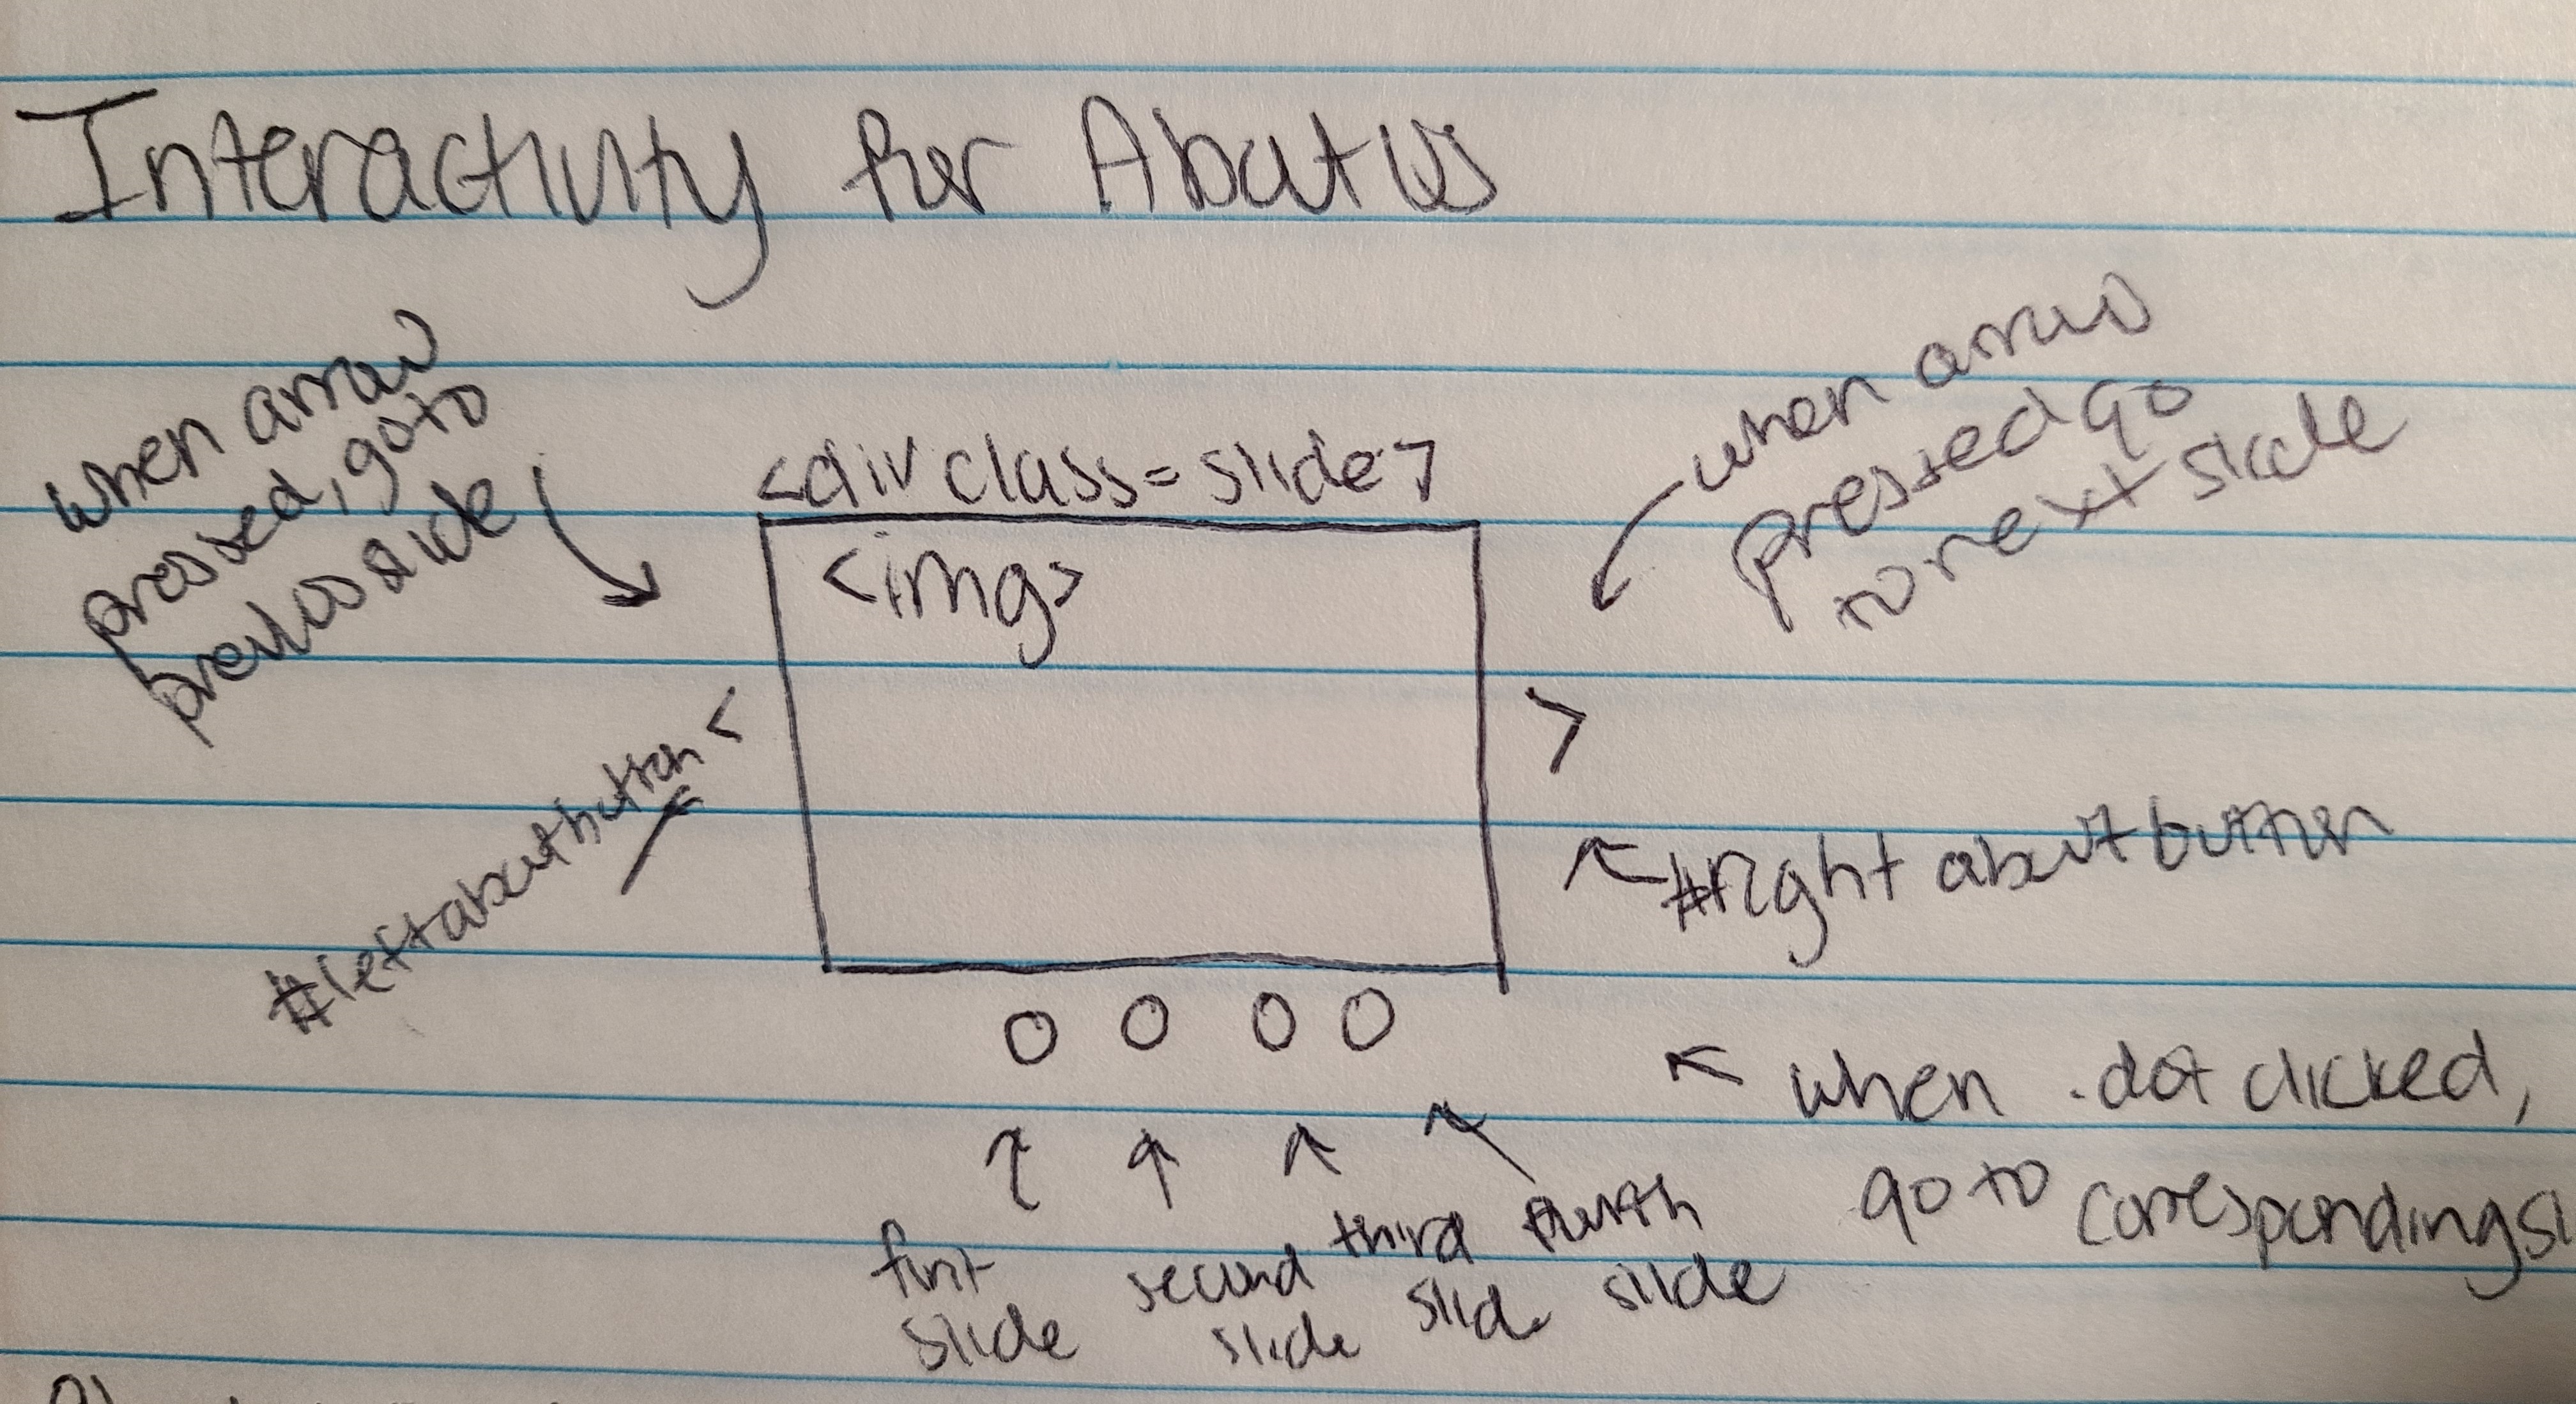 Interactivity for About Us
when arrow
pressed, go to
previos slide
<div class=slide>
<img>
when arrow
pressed go
to next slide
<
>
#leftaboutbutton
#right about button
when .dot clicked,
go to corresponding sl
first
slide
second
slide
third
slide
fourth
slide